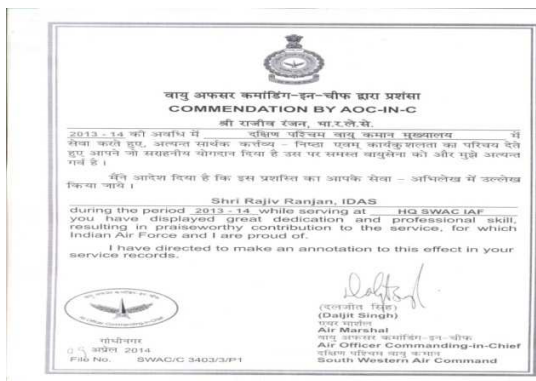 वायु अफसर कमांडिंग-इन-चीफ द्वारा प्रशंसा
COMMENDATION BY AOC-IN-C
श्री राजीव रंजन, भा.र.ले.से.
2013 - 14 की अवधि में दक्षिण पश्चिम वायु कमान मुख्यालय में
सेवा करते हुए, अत्यन्त सार्थक कर्त्तव्य - निष्ठा एवम् कार्यकुशलता का परिचय देते
हुए आपने जो सराहनीय योगदान दिया है उस पर समस्त वायुसेना को और मुझे अत्यन्त
गर्व है ।
मैंने आदेश दिया है कि इस प्रशस्ति का आपके सेवा - अभिलेख में उल्लेख
किया जाये ।
Shri Rajiv Ranjan, IDAS
during the period 2013 - 14 while serving at HQ SWAC IAF
you have displayed great dedication and professional skill,
resulting in praiseworthy contribution to the service, for which
Indian Air Force and I are proud of.
I have directed to make an annotation to this effect in your
service records.
(दलजीत सिंह)
(Daljit Singh)
एयर मार्शल
Air Marshal
वायु अफसर कमांडिंग-इन-चीफ
Air Officer Commanding-in-Chief
दक्षिण पश्चिम वायु कमान
South Western Air Command
गांधीनगर
09 अप्रैल 2014
File No. SWAC/C 3403/3/P1